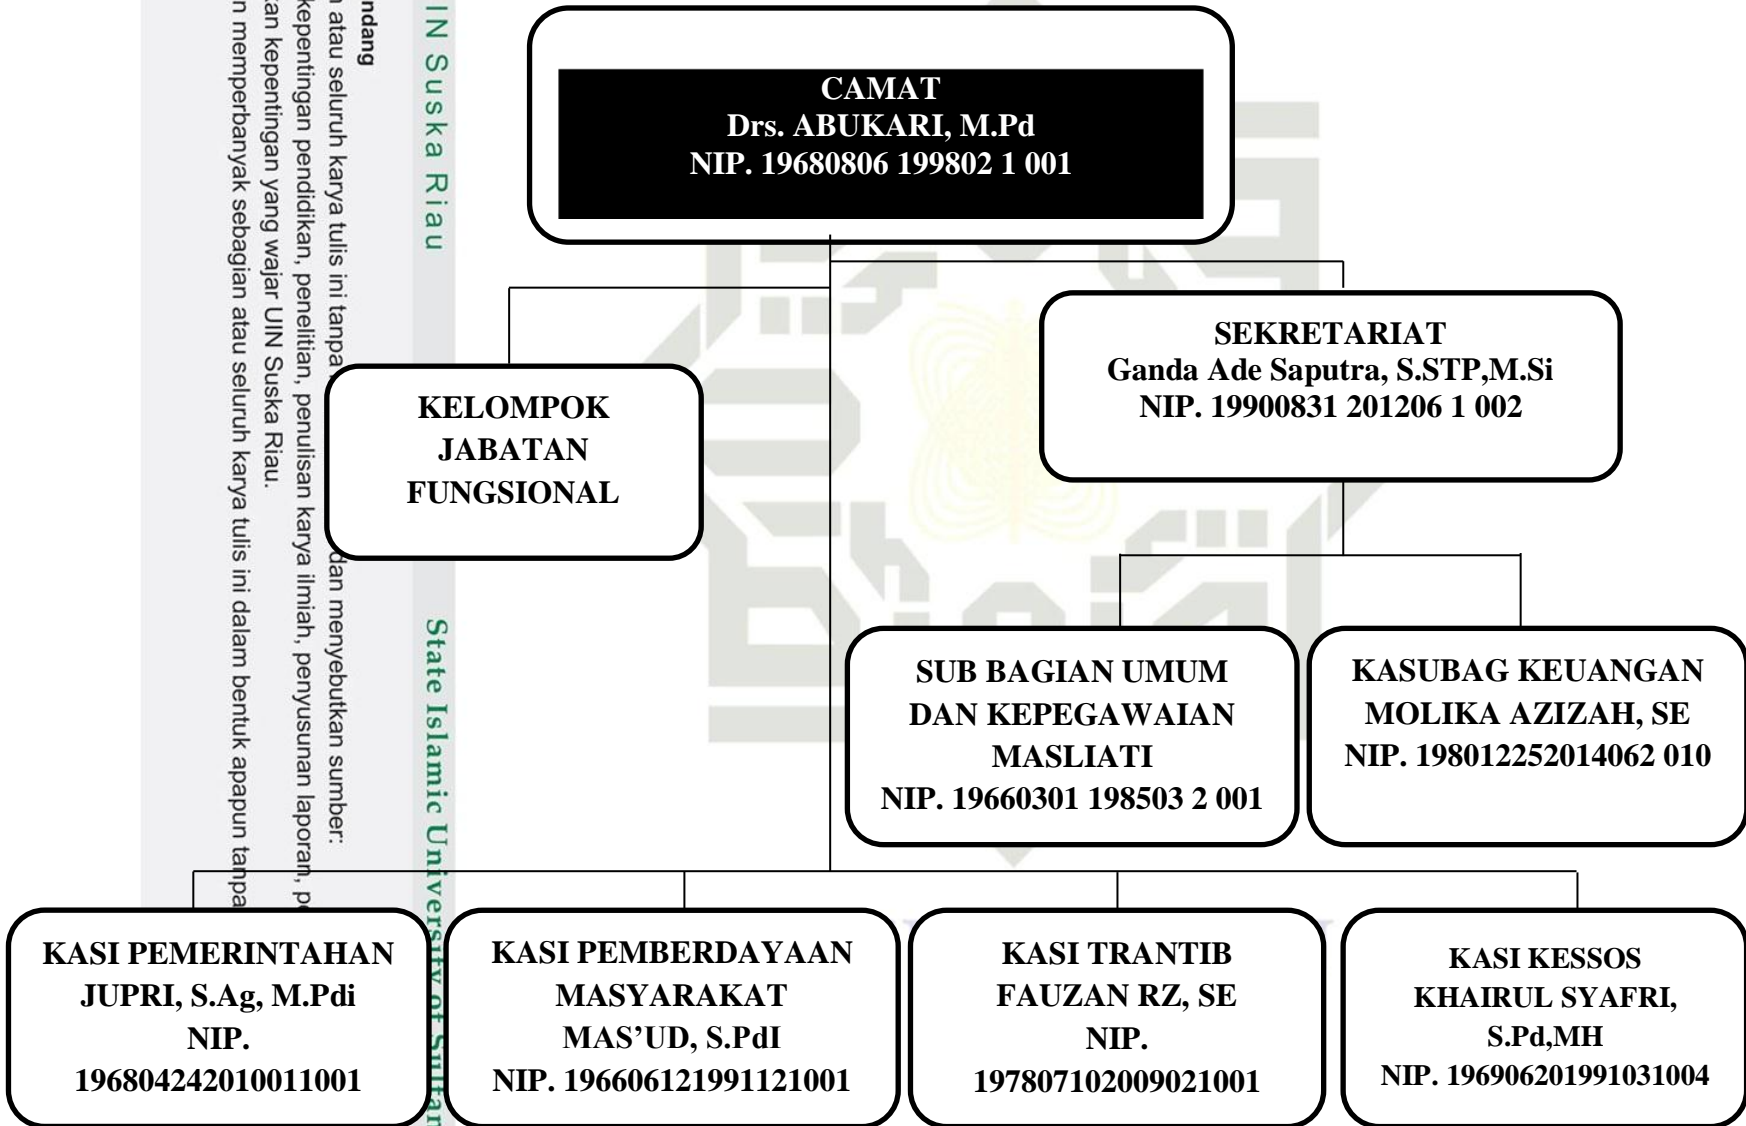 CAMAT
Drs. ABUKARI, M.Pd
NIP. 19680806 199802 1 001
SEKRETARIAT
Ganda Ade Saputra, S.STP,M.Si
NIP. 19900831 201206 1 002
KELOMPOK
JABATAN
FUNGSIONAL
SUB BAGIAN UMUM
DAN KEPEGAWAIAN
MASLIATI
NIP. 19660301 198503 2 001
KASUBAG KEUANGAN
MOLIKA AZIZAH, SE
NIP. 198012252014062 010
KASI PEMERINTAHAN
JUPRI, S.Ag, M.Pdi
NIP.
196804242010011001
KASI PEMBERDAYAAN
MASYARAKAT
MAS’UD, S.PdI
NIP. 196606121991121001
KASI TRANTIB
FAUZAN RZ, SE
NIP.
197807102009021001
KASI KESSOS
KHAIRUL SYAFRI,
S.Pd,MH
NIP. 196906201991031004
IN Suska Riau
State Islamic University of Sultan
ndang
atau seluruh karya tulis ini tanpa dan menyebutkan sumber:
kepentingan pendidikan, penelitian, penulisan karya ilmiah, penyusunan laporan,
kepentingan yang wajar UIN Suska Riau.
memperbanyak sebagian atau seluruh karya tulis ini dalam bentuk apapun tanpa